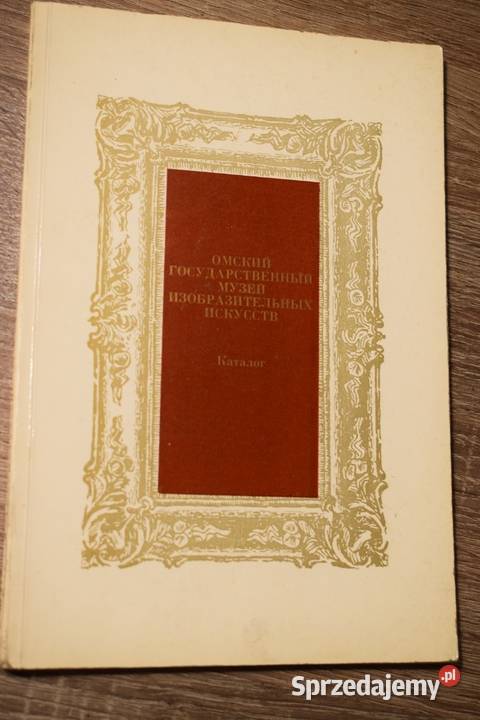 ОМСКИЙ
ГОСУДАРСТВЕННЫЙ
МУЗЕЙ
ИЗОБРАЗИТЕЛЬНЫХ
ИСКУССТВ
Каталог
Sprzedajemy.pl